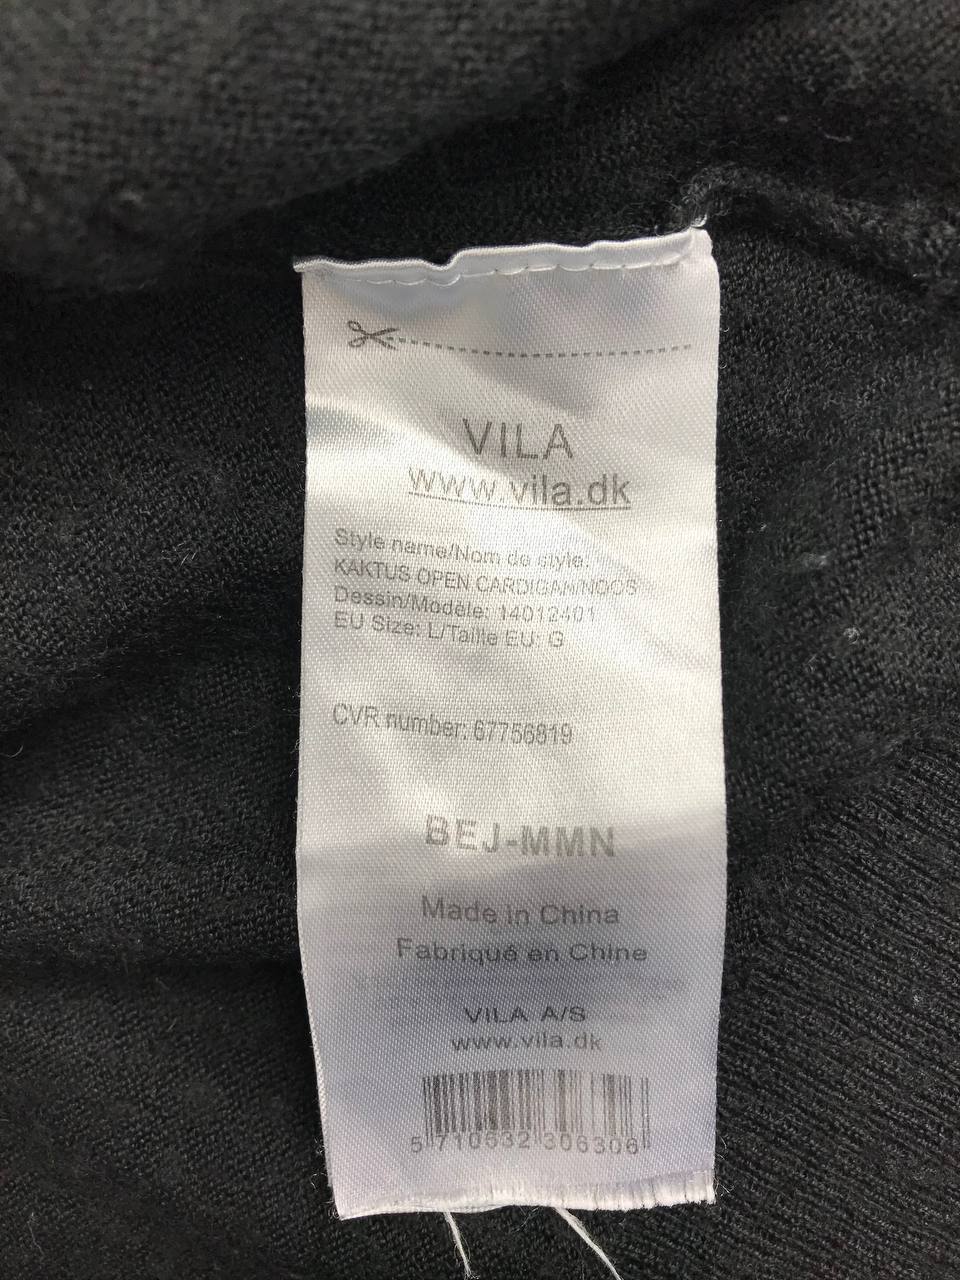 VILA
www.vila.dk
Style name/Nom de style:
KAKTUS OPEN CARDIGAN/NOOS
Dessin/Modèle: 14012401
EU Size: L/Taille EU: G
CVR number: 67756819
BEJ-MMN
Made in China
Fabriqué en Chine
VILA A/S
www.vila.dk
5 710632 306306